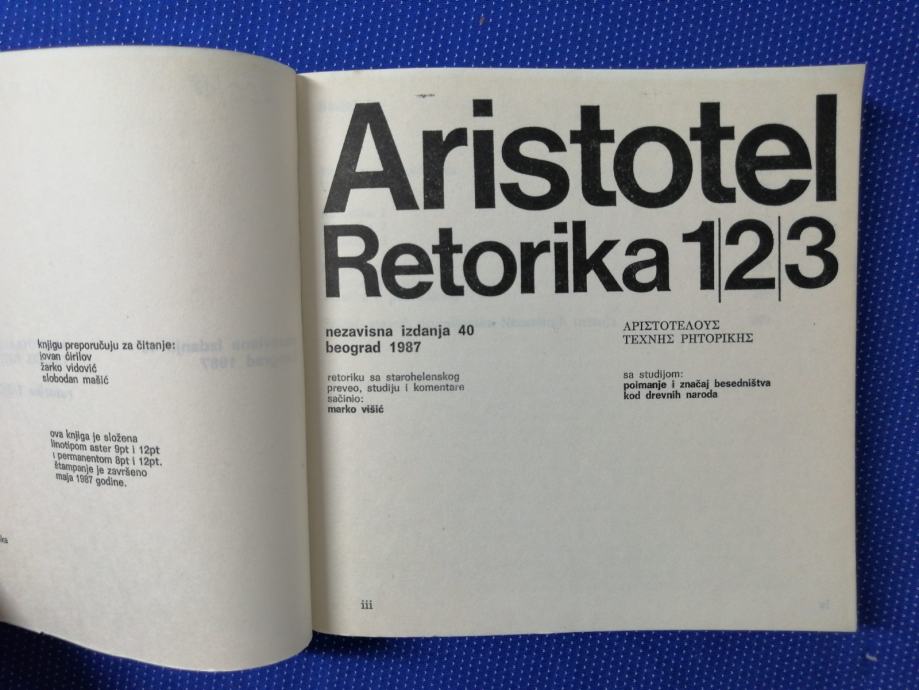 knjigu preporučuju za čitanje:
jovan ćirilov
žarko vidović
slobodan mašić
ova knjiga je složena
linotipom aster 9pt i 12pt
i permanentom 8pt i 12pt.
štampanje je završeno
maja 1987 godine.
Aristotel
Retorika 1|2|3
nezavisna izdanja 40
beograd 1987
ΑΡΙΣΤΟΤΕΛΟΥΣ
ΤΕΧΝΗΣ ΡΗΤΟΡΙΚΗΣ
retoriku sa starohelenskog
preveo, studiju i komentare
sačinio:
marko višić
sa studijom:
poimanje i značaj besedništva
kod drevnih naroda
iii